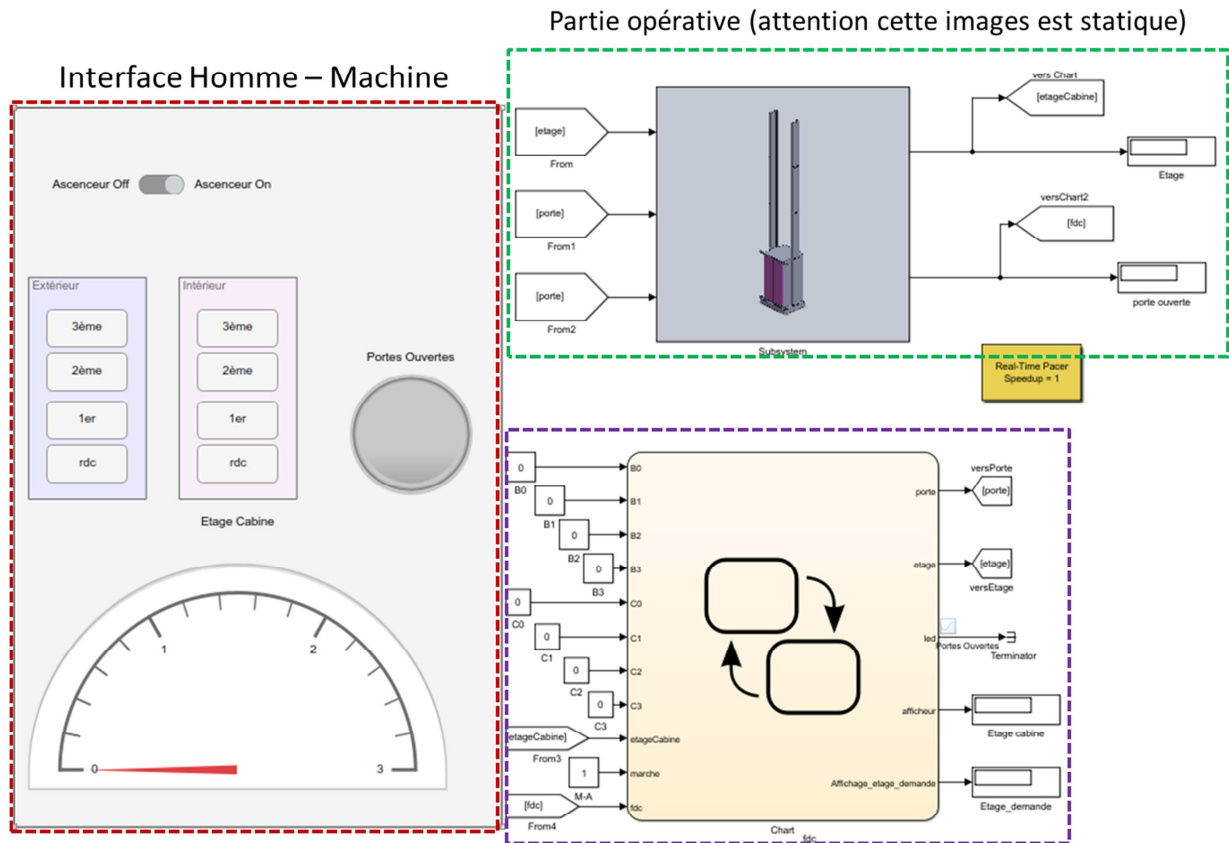 Partie opérative (attention cette images est statique)
Interface Homme – Machine
Ascenceur Off
Ascenceur On
Extérieur
3ème
2ème
1er
rdc
Intérieur
3ème
2ème
1er
rdc
Portes Ouvertes
Etage Cabine
0
1
2
3
[etage]
From
[porte]
From1
[porte]
From2
Subsystem
vers Chart
[etageCabine]
Etage
versChart2
[fdc]
porte ouverte
Real-Time Pacer
Speedup = 1
0
B0
0
B1
0
B2
0
B3
0
C0
0
C1
0
C2
0
C3
etageCabine]
From3
1
M-A
[fdc]
From4
B0
B1
B2
B3
C0
C1
C2
C3
etageCabine
marche
fdc
porte
etage
led
afficheur
Affichage_etage_demande
Chart
fdc
versPorte
[porte]
[etage]
versEtage
Portes Ouvertes
Terminator
Etage cabine
Etage_demande